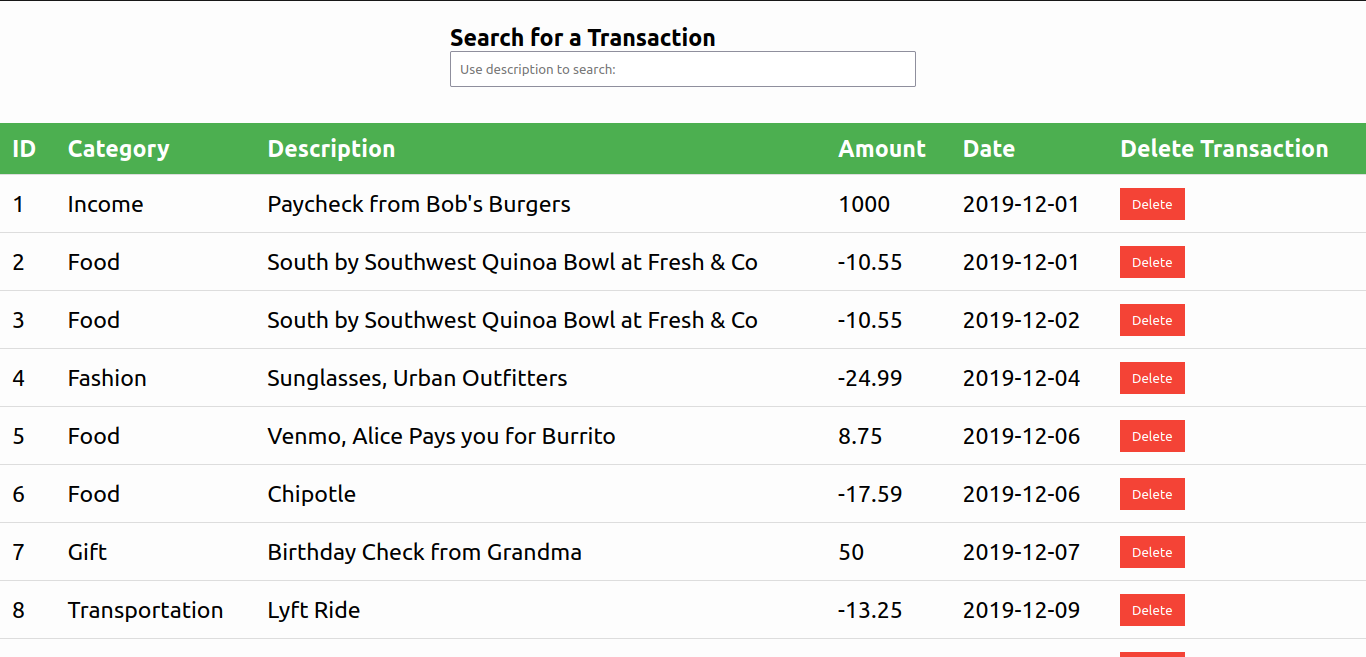 Search for a Transaction
Use description to search:
ID Category Description Amount Date Delete Transaction
1 Income Paycheck from Bob's Burgers 1000 2019-12-01 Delete
2 Food South by Southwest Quinoa Bowl at Fresh & Co -10.55 2019-12-01 Delete
3 Food South by Southwest Quinoa Bowl at Fresh & Co -10.55 2019-12-02 Delete
4 Fashion Sunglasses, Urban Outfitters -24.99 2019-12-04 Delete
5 Food Venmo, Alice Pays you for Burrito 8.75 2019-12-06 Delete
6 Food Chipotle -17.59 2019-12-06 Delete
7 Gift Birthday Check from Grandma 50 2019-12-07 Delete
8 Transportation Lyft Ride -13.25 2019-12-09 Delete